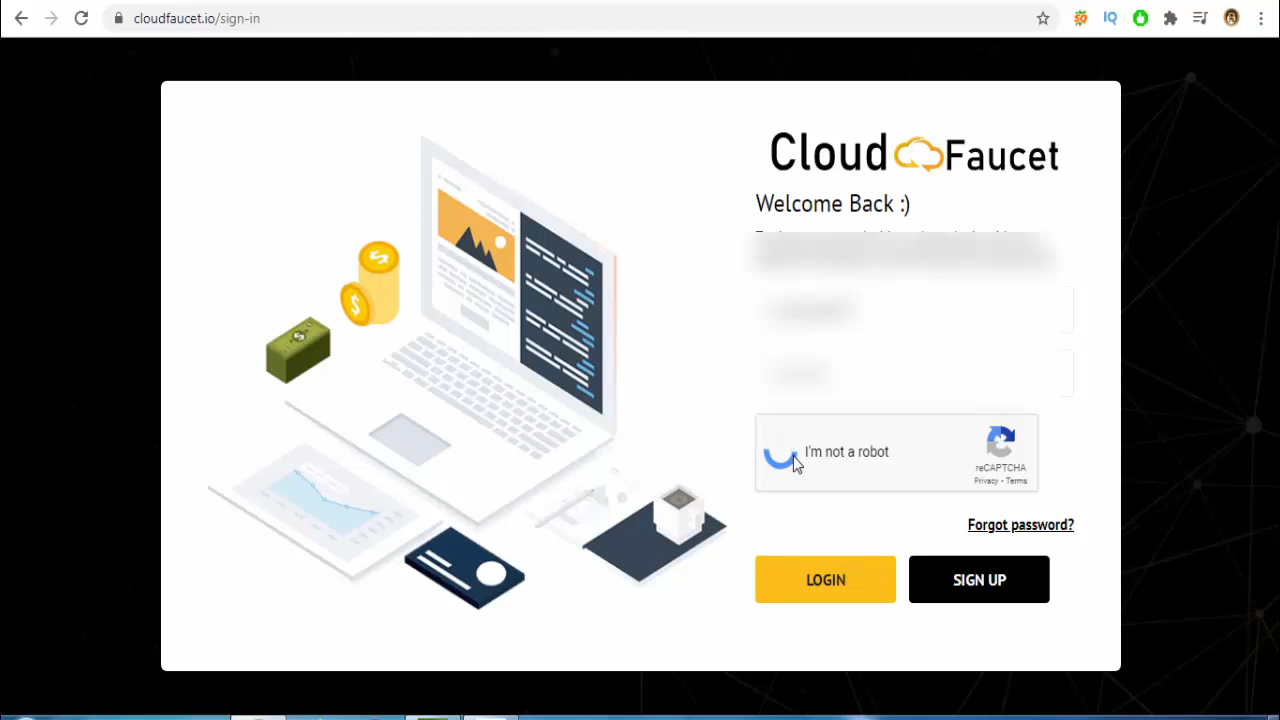 cloudfaucet.io/sign-in
Cloud Faucet
Welcome Back :)
I'm not a robot
reCAPTCHA
Privacy - Terms
Forgot password?
LOGIN
SIGN UP